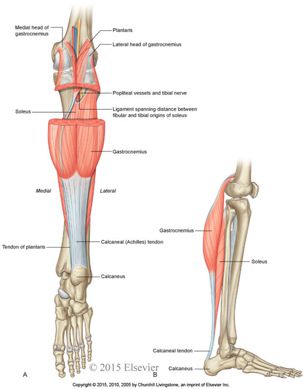 Medial head of
gastrocnemius
Plantaris
Lateral head of gastrocnemius
Popliteal vessels and tibial nerve
Soleus
Ligament spanning distance between
fibular and tibial origins of soleus
Gastrocnemius
Medial
Lateral
Tendon of plantaris
Calcaneal (Achilles) tendon
Calcaneus
Gastrocnemius
Soleus
Calcaneal tendon
Calcaneus
A
B
© 2015 Elsevier
Copyright © 2015, 2010, 2005 by Churchill Livingstone, an imprint of Elsevier Inc.